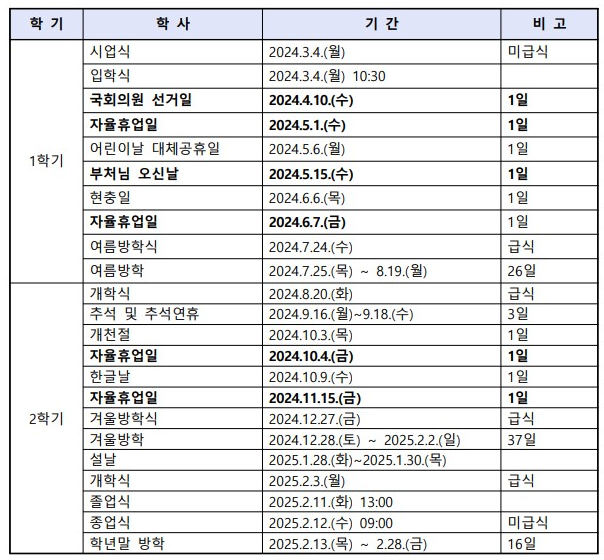 학 기 학 사 기 간 비 고
시업식 2024.3.4.(월) 미급식
입학식 2024.3.4.(월) 10:30
국회의원 선거일 2024.4.10.(수) 1일
자율휴업일 2024.5.1.(수) 1일
어린이날 대체공휴일 2024.5.6.(월) 1일
1학기
부처님 오신날 2024.5.15.(수) 1일
현충일 2024.6.6.(목) 1일
자율휴업일 2024.6.7.(금) 1일
여름방학식 2024.7.24.(수) 급식
여름방학 2024.7.25.(목) ~ 8.19.(월) 26일
개학식 2024.8.20.(화) 급식
추석 및 추석연휴 2024.9.16.(월)~9.18.(수) 3일
개천절 2024.10.3.(목) 1일
자율휴업일 2024.10.4.(금) 1일
한글날 2024.10.9.(수) 1일
자율휴업일 2024.11.15.(금) 1일
2학기 겨울방학식 2024.12.27.(금) 급식
겨울방학 2024.12.28.(토) ~ 2025.2.2.(일) 37일
설날 2025.1.28.(화)~2025.1.30.(목)
개학식 2025.2.3.(월) 급식
졸업식 2025.2.11.(화) 13:00
종업식 2025.2.12.(수) 09:00 미급식
학년말 방학 2025.2.13.(목) ~ 2.28.(금) 16일